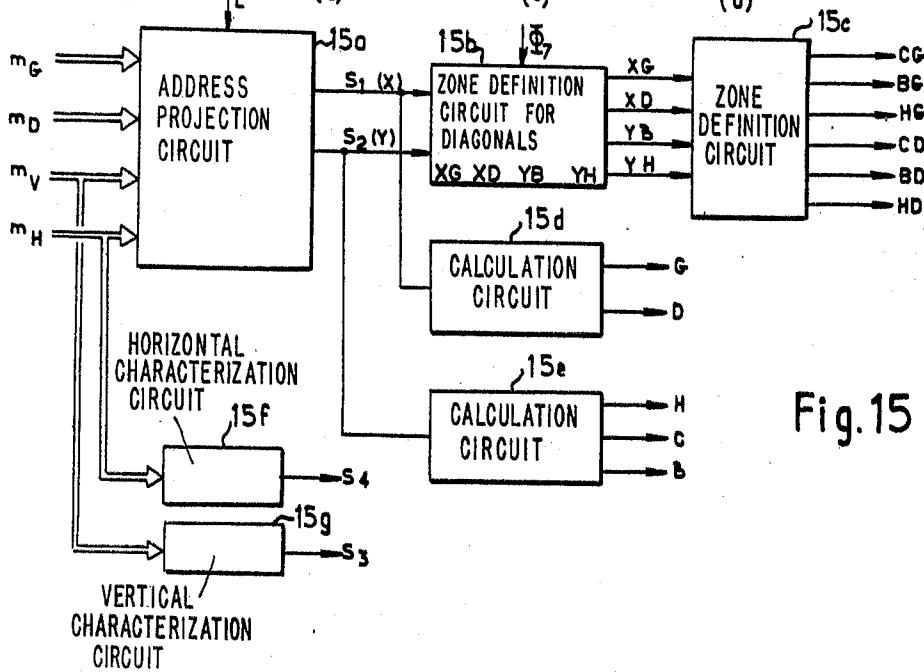 L
15a
15b
Φ7
15c
mG
mD
mV
mH
ADDRESS
PROJECTION
CIRCUIT
S1 (X)
S2 (Y)
ZONE DEFINITION
CIRCUIT FOR
DIAGONALS
XG XD YB YH
XG
XD
YB
YH
ZONE
DEFINITION
CIRCUIT
CG
BG
HG
CD
BD
HD
15d
CALCULATION
CIRCUIT
G
D
15e
CALCULATION
CIRCUIT
H
C
B
HORIZONTAL
CHARACTERIZATION
CIRCUIT
15f
S4
15g
S3
VERTICAL
CHARACTERIZATION
CIRCUIT
Fig.15